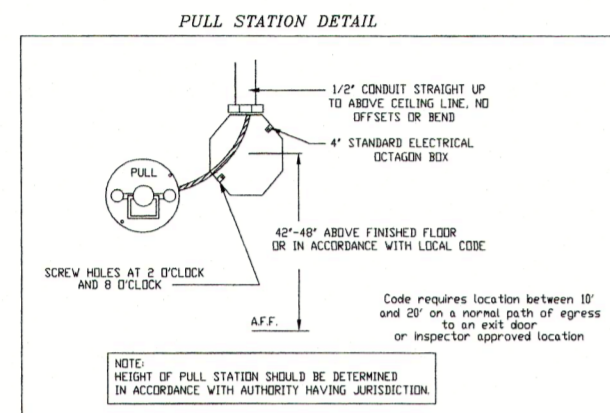 PULL STATION DETAIL
1/2" CONDUIT STRAIGHT UP
TO ABOVE CEILING LINE, NO
OFFSETS OR BEND
4" STANDARD ELECTRICAL
OCTAGON BOX
PULL
42"-48" ABOVE FINISHED FLOOR
OR IN ACCORDANCE WITH LOCAL CODE
SCREW HOLES AT 2 O'CLOCK
AND 8 O'CLOCK
A.F.F.
Code requires location between 10'
and 20' on a normal path of egress
to an exit door
or inspector approved location
NOTE:
HEIGHT OF PULL STATION SHOULD BE DETERMINED
IN ACCORDANCE WITH AUTHORITY HAVING JURISDICTION.